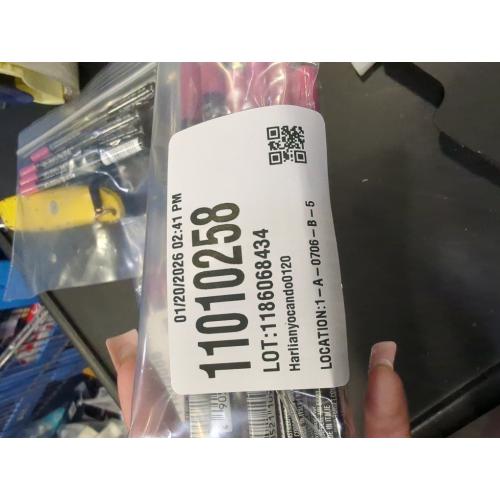 01/20/2026 02:41 PM
11010258
LOT:1186068434
Harlianyocando0120
LOCATION:1-A-0706-B-5